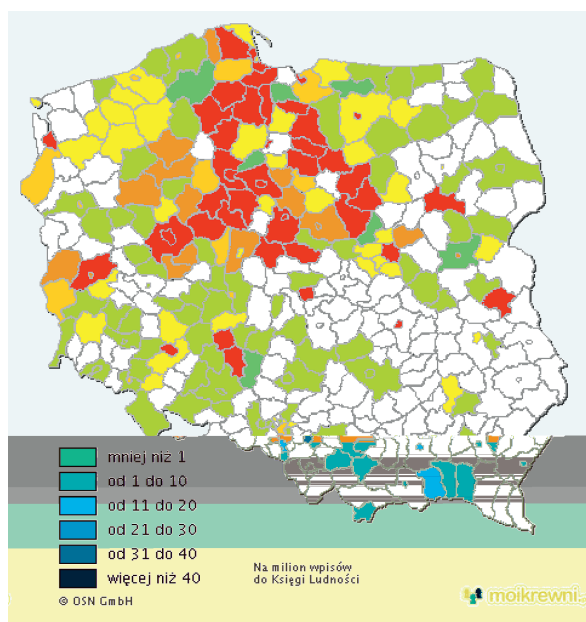 mniej niż 1
od 1 do 10
od 11 do 20
od 21 do 30
od 31 do 40
więcej niż 40
Na milion wpisów
do Księgi Ludności
© OSN GmbH
moikrewni.